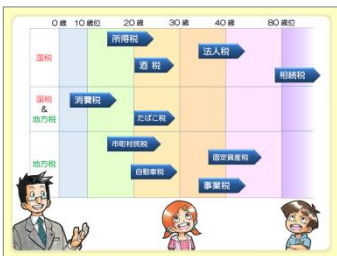 0歳 10歳位 20歳 30歳 40歳 80歳位
所得税
法人税
国税
酒税
相続税
国税
&
地方税
消費税
たばこ税
市町村民税
地方税
固定資産税
自動車税
事業税